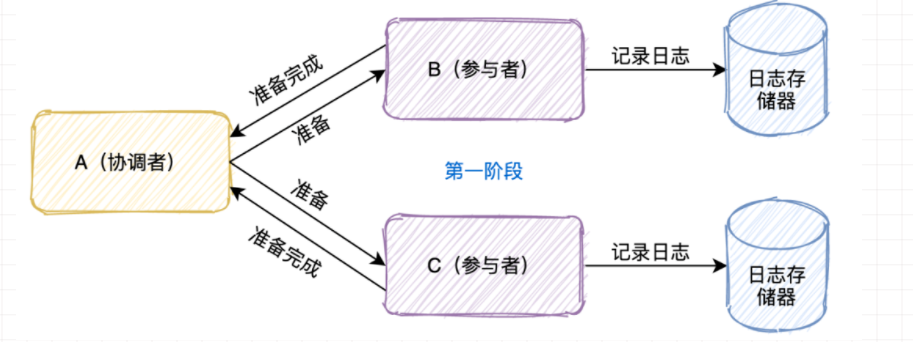 准备完成
准备
A（协调者）
准备
准备完成
B（参与者）
记录日志
日志存
储器
第一阶段
C（参与者）
记录日志
日志存
储器